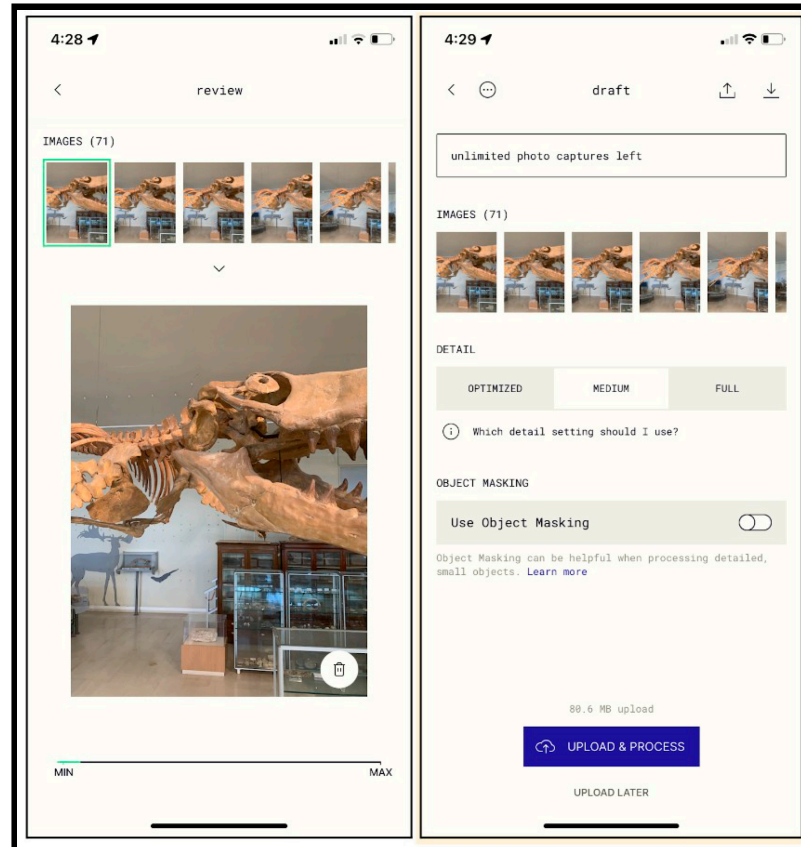 4:28
review
IMAGES (71)
MIN
MAX
4:29
draft
unlimited photo captures left
IMAGES (71)
DETAIL
OPTIMIZED
MEDIUM
FULL
Which detail setting should I use?
OBJECT MASKING
Use Object Masking
Object Masking can be helpful when processing detailed,
small objects. Learn more
80.6 MB upload
UPLOAD & PROCESS
UPLOAD LATER